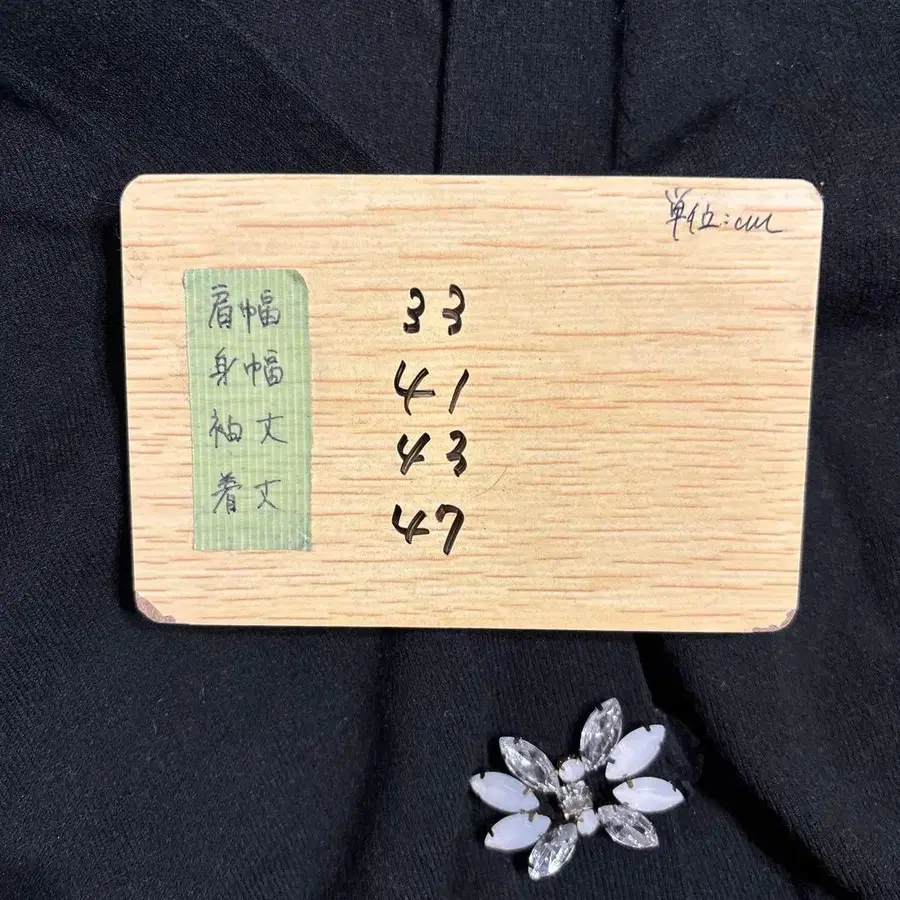 単位:cm
肩幅 33
身幅 41
袖丈 43
着丈 47